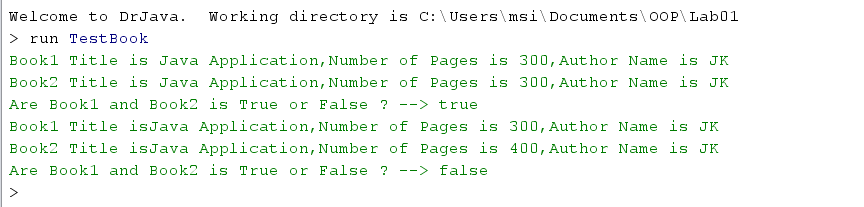 Welcome to DrJava.  Working directory is C:\Users\msi\Documents\OOP\Lab01
> run TestBook
Book1 Title is Java Application,Number of Pages is 300,Author Name is JK
Book2 Title is Java Application,Number of Pages is 300,Author Name is JK
Are Book1 and Book2 is True or False ? --> true
Book1 Title isJava Application,Number of Pages is 300,Author Name is JK
Book2 Title isJava Application,Number of Pages is 400,Author Name is JK
Are Book1 and Book2 is True or False ? --> false
>